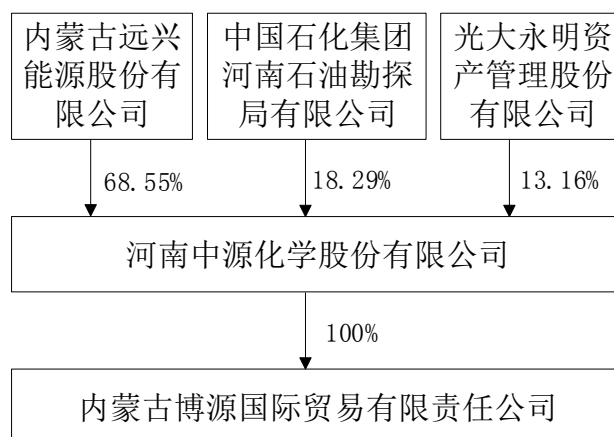 内蒙古远兴
能源股份有
限公司
中国石化集团
河南石油勘探
局有限公司
光大永明资
产管理股份
有限公司
68.55%
18.29%
13.16%
河南中源化学股份有限公司
100%
内蒙古博源国际贸易有限责任公司